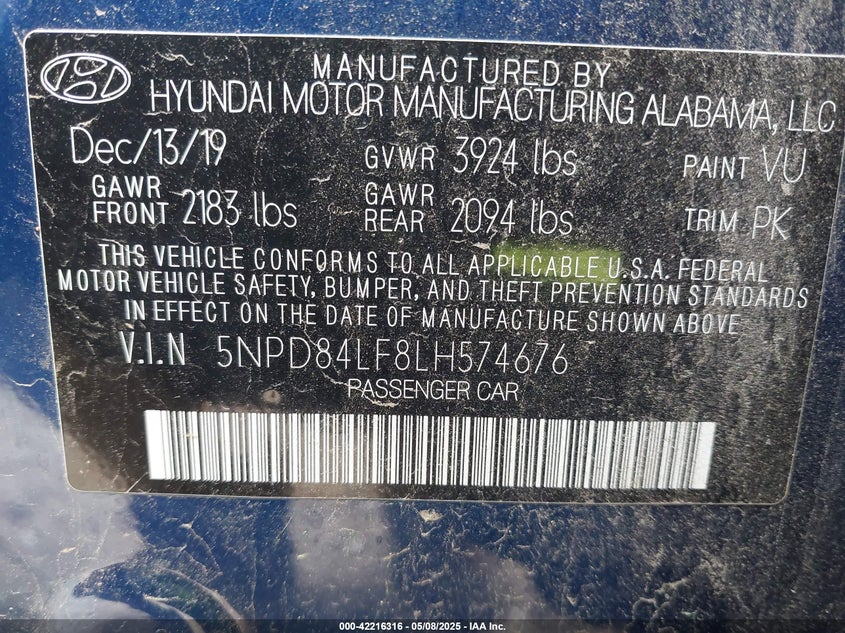 MANUFACTURED BY
HYUNDAI MOTOR MANUFACTURING ALABAMA, LLC
Dec/13/19 GVWR 3924 lbs PAINT VU
GAWR FRONT 2183 lbs GAWR REAR 2094 lbs TRIM PK
THIS VEHICLE CONFORMS TO ALL APPLICABLE U.S.A. FEDERAL
MOTOR VEHICLE SAFETY, BUMPER, AND THEFT PREVENTION STANDARDS
IN EFFECT ON THE DATE OF MANUFACTURE SHOWN ABOVE
V.I.N 5NPD84LF8LH574676
PASSENGER CAR
000-42216316 - 05/08/2025 - IAA Inc.